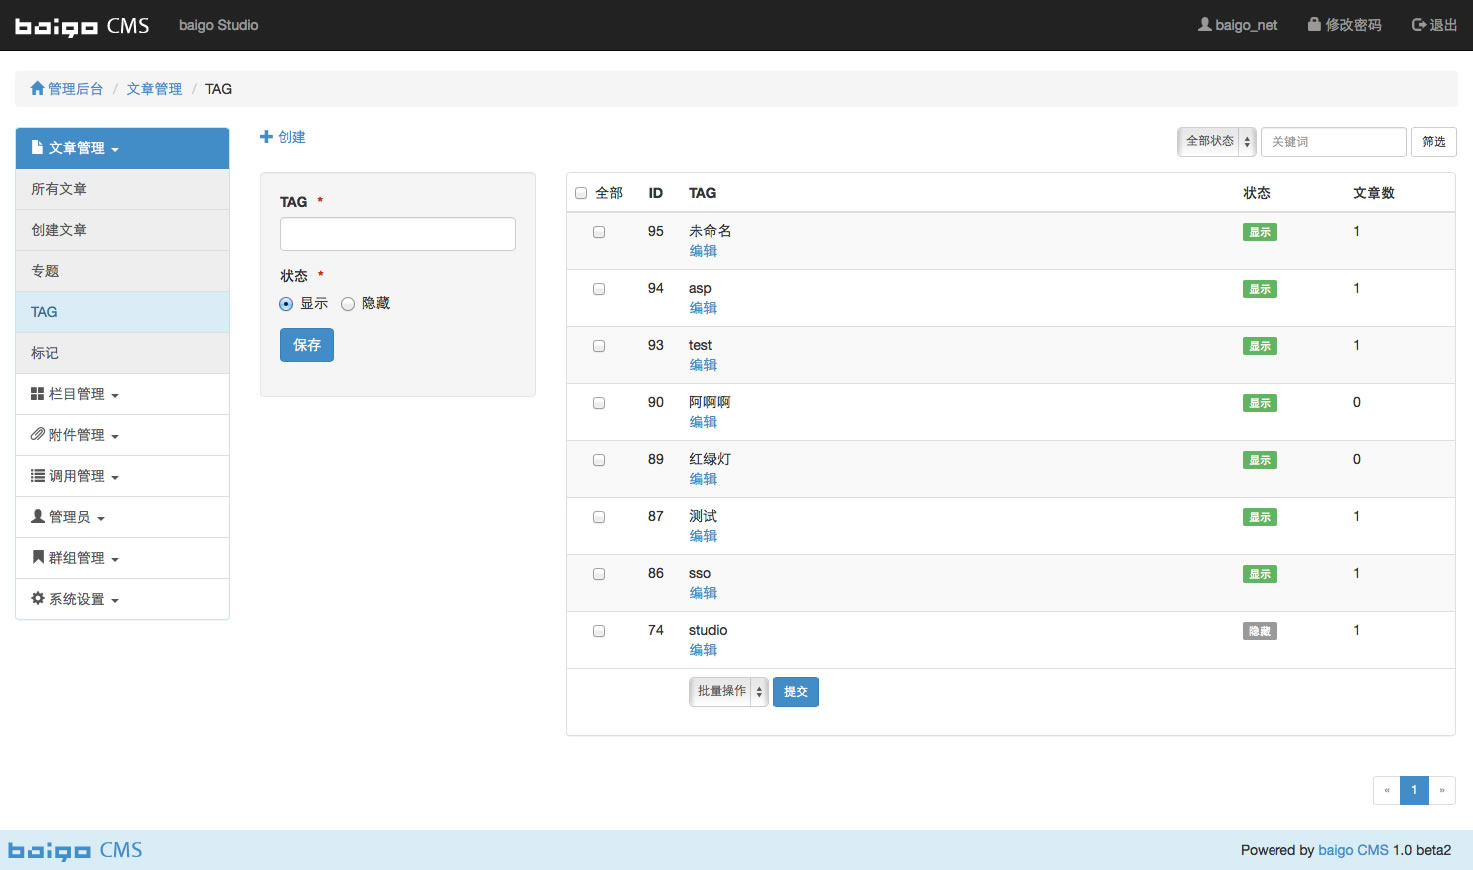 baigo CMS baigo Studio baigo_net 修改密码 退出
管理后台 / 文章管理 / TAG
文章管理
所有文章
创建文章
专题
TAG
标记
栏目管理
附件管理
调用管理
管理员
群组管理
系统设置
创建
TAG *
状态 *
显示 隐藏
保存
全部状态 关键词 筛选
全部 ID TAG 状态 文章数
95 未命名 显示 1
编辑
94 asp 显示 1
编辑
93 test 显示 1
编辑
90 阿啊啊 显示 0
编辑
89 红绿灯 显示 0
编辑
87 测试 显示 1
编辑
86 sso 显示 1
编辑
74 studio 隐藏 1
编辑
批量操作 提交
« 1 »
baigo CMS Powered by baigo CMS 1.0 beta2